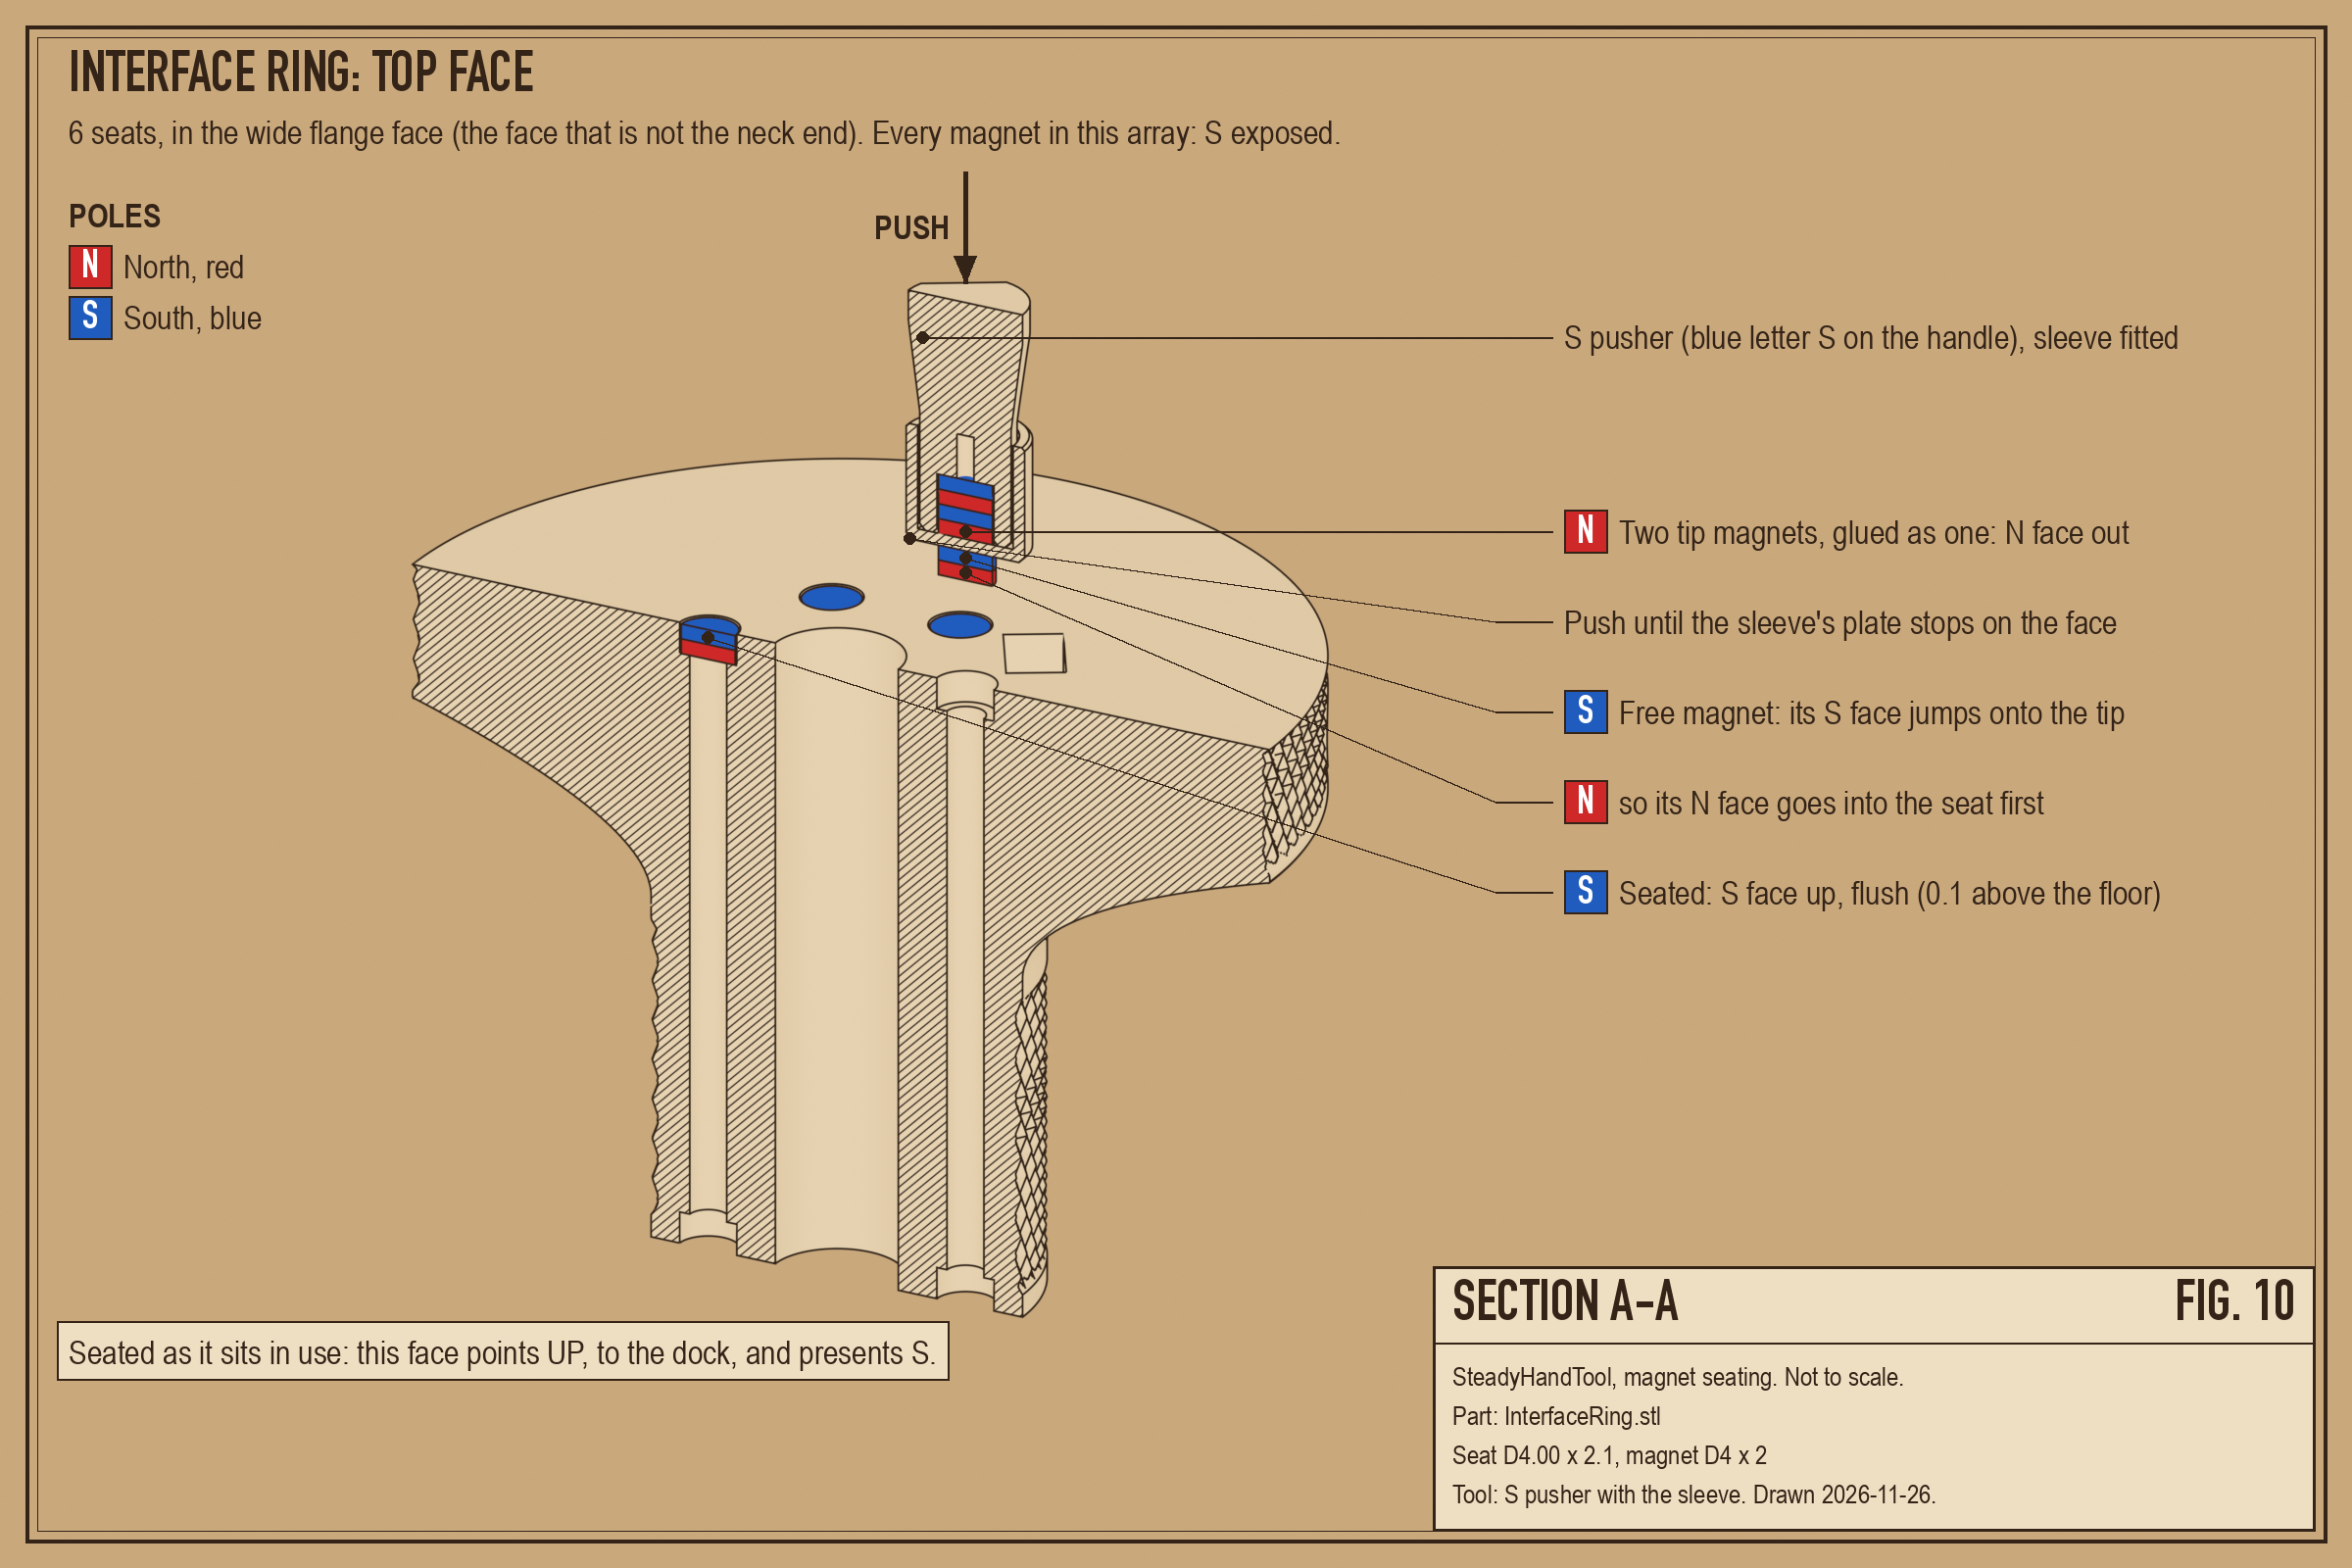 INTERFACE RING: TOP FACE
6 seats, in the wide flange face (the face that is not the neck end). Every magnet in this array: S exposed.
POLES
N North, red
S South, blue
PUSH
S pusher (blue letter S on the handle), sleeve fitted
N Two tip magnets, glued as one: N face out
Push until the sleeve's plate stops on the face
S Free magnet: its S face jumps onto the tip
N so its N face goes into the seat first
S Seated: S face up, flush (0.1 above the floor)
Seated as it sits in use: this face points UP, to the dock, and presents S.
SECTION A-A FIG. 10
SteadyHandTool, magnet seating. Not to scale.
Part: InterfaceRing.stl
Seat D4.00 x 2.1, magnet D4 x 2
Tool: S pusher with the sleeve. Drawn 2026-11-26.